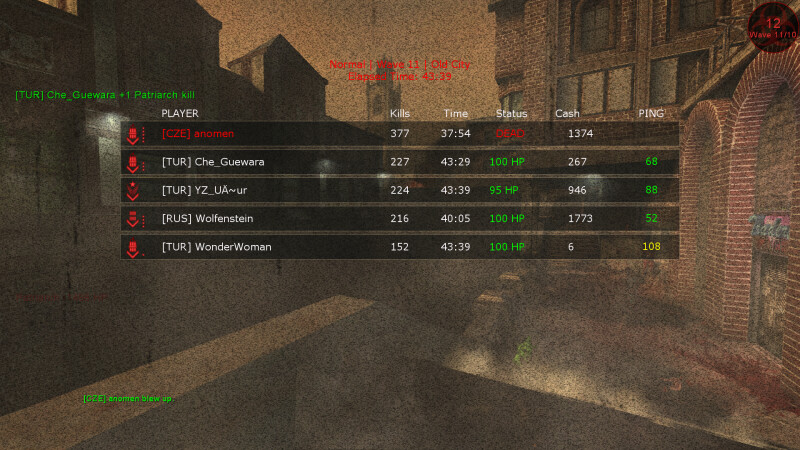 12
Wave 11/10
Normal | Wave 11 - Old City
Elapsed Time: 43:39
[TUR] Che_Guewara +1 Patriarch kill
PLAYER Kills Time Status Cash PING
[CZE] anomen 377 37:54 DEAD 1374
[TUR] Che_Guewara 227 43:29 100 HP 267 68
[TUR] YZ_UÄ~ur 224 43:39 95 HP 946 88
[RUS] Wolfenstein 216 40:05 100 HP 1773 52
[TUR] WonderWoman 152 43:39 100 HP 6 108
Trader
[CZE] anomen blew up.